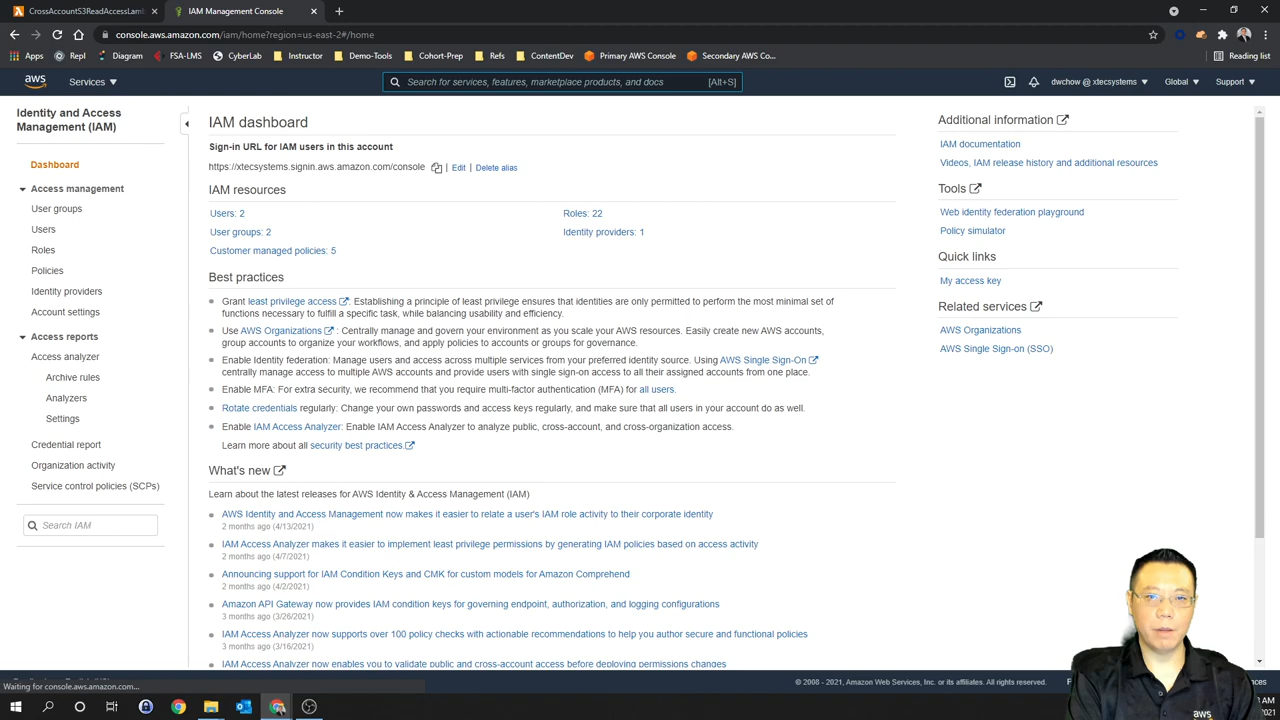 CrossAccountS3ReadAccessLam
IAM Management Console
console.aws.amazon.com/iam/home?region=us-east-2#/home
Apps
Repl
Diagram
FSA-LMS
Instructor
Demo-Tools
Cohort-Prep
Refs
ContentDev
Primary AWS Console
Secondary AWS Co...
Reading list
aws
Services
Search for services, features, marketplace products, and docs
[Alt+S]
dwchow @ xtecsystems
Global
Support
Identity and Access
Management (IAM)
Dashboard
Access management
User groups
Users
Roles
Policies
Identity providers
Account settings
Access reports
Access analyzer
Archive rules
Analyzers
Settings
Credential report
Organization activity
Service control policies (SCPs)
Search IAM
IAM dashboard
Sign-in URL for IAM users in this account
https://xtecsystems.signin.aws.amazon.com/console | Edit | Delete alias
IAM resources
Users: 2
Roles: 22
User groups: 2
Identity providers: 1
Customer managed policies: 5
Best practices
Grant least privilege access : Establishing a principle of least privilege ensures that identities are only permitted to perform the most minimal set of
functions necessary to fulfill a specific task, while balancing usability and efficiency.
Use AWS Organizations : Centrally manage and govern your environment as you scale your AWS resources. Easily create new AWS accounts,
group accounts to organize your workflows, and apply policies to accounts or groups for governance.
Enable Identity federation: Manage users and access across multiple services from your preferred identity source. Using AWS Single Sign-On
centrally manage access to multiple AWS accounts and provide users with single sign-on access to all their assigned accounts from one place.
Enable MFA: For extra security, we recommend that you require multi-factor authentication (MFA) for all users.
Rotate credentials regularly: Change your own passwords and access keys regularly, and make sure that all users in your account do as well.
Enable IAM Access Analyzer: Enable IAM Access Analyzer to analyze public, cross-account, and cross-organization access.
Learn more about all security best practices.
What's new
Learn about the latest releases for AWS Identity & Access Management (IAM)
AWS Identity and Access Management now makes it easier to relate a user's IAM role activity to their corporate identity
2 months ago (4/13/2021)
IAM Access Analyzer makes it easier to implement least privilege permissions by generating IAM policies based on access activity
2 months ago (4/7/2021)
Announcing support for IAM Condition Keys and CMK for custom models for Amazon Comprehend
2 months ago (4/2/2021)
Amazon API Gateway now provides IAM condition keys for governing endpoint, authorization, and logging configurations
3 months ago (3/26/2021)
IAM Access Analyzer now supports over 100 policy checks with actionable recommendations to help you author secure and functional policies
3 months ago (3/16/2021)
IAM Access Analyzer now enables you to validate public and cross-account access before deploying permissions changes
Additional information
IAM documentation
Videos, IAM release history and additional resources
Tools
Web identity federation playground
Policy simulator
Quick links
My access key
Related services
AWS Organizations
AWS Single Sign-on (SSO)
Waiting for console.aws.amazon.com...
© 2008 - 2021, Amazon Web Services, Inc. or its affiliates. All rights reserved.
aws